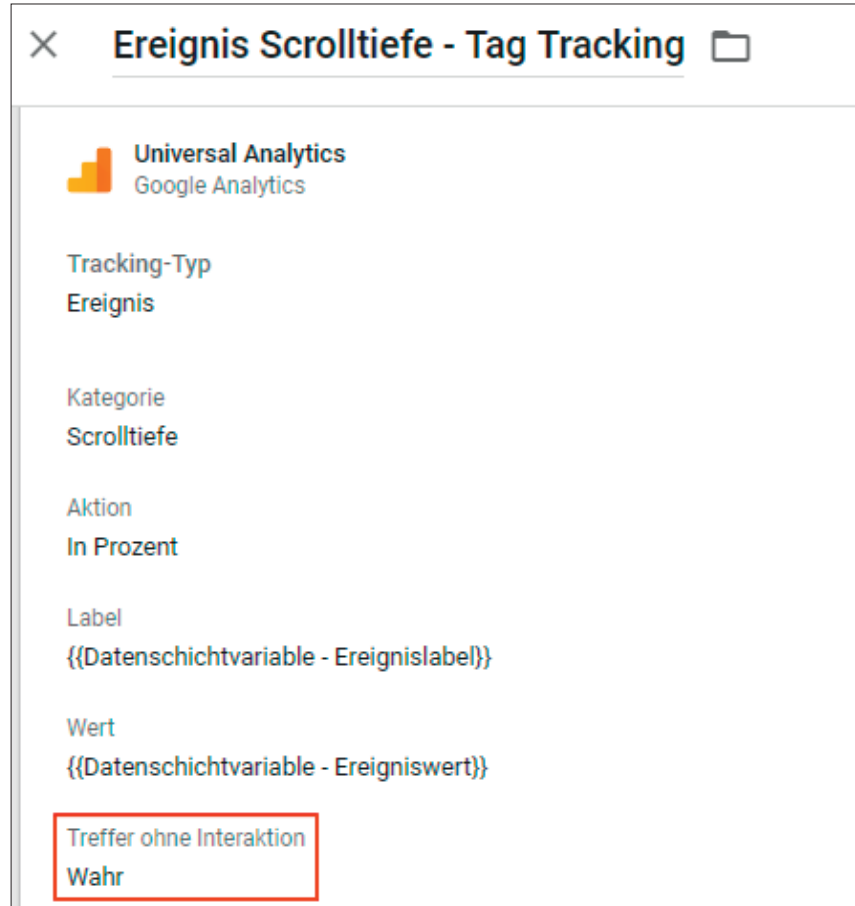 Ereignis Scrolltiefe - Tag Tracking
Universal Analytics
Google Analytics
Tracking-Typ
Ereignis
Kategorie
Scrolltiefe
Aktion
In Prozent
Label
{{Datenschichtvariable - Ereignislabel}}
Wert
{{Datenschichtvariable - Ereigniswert}}
Treffer ohne Interaktion
Wahr